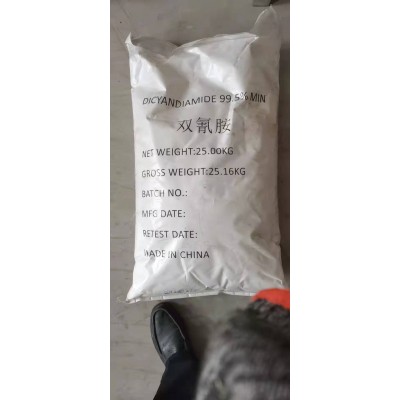 DICYANDIAMIDE 99.5% MIN
双氰胺
NET WEIGHT:25.00KG
GROSS WEIGHT:25.16KG
BATCH NO.:
MFG DATE:
RETEST DATE:
MADE IN CHINA